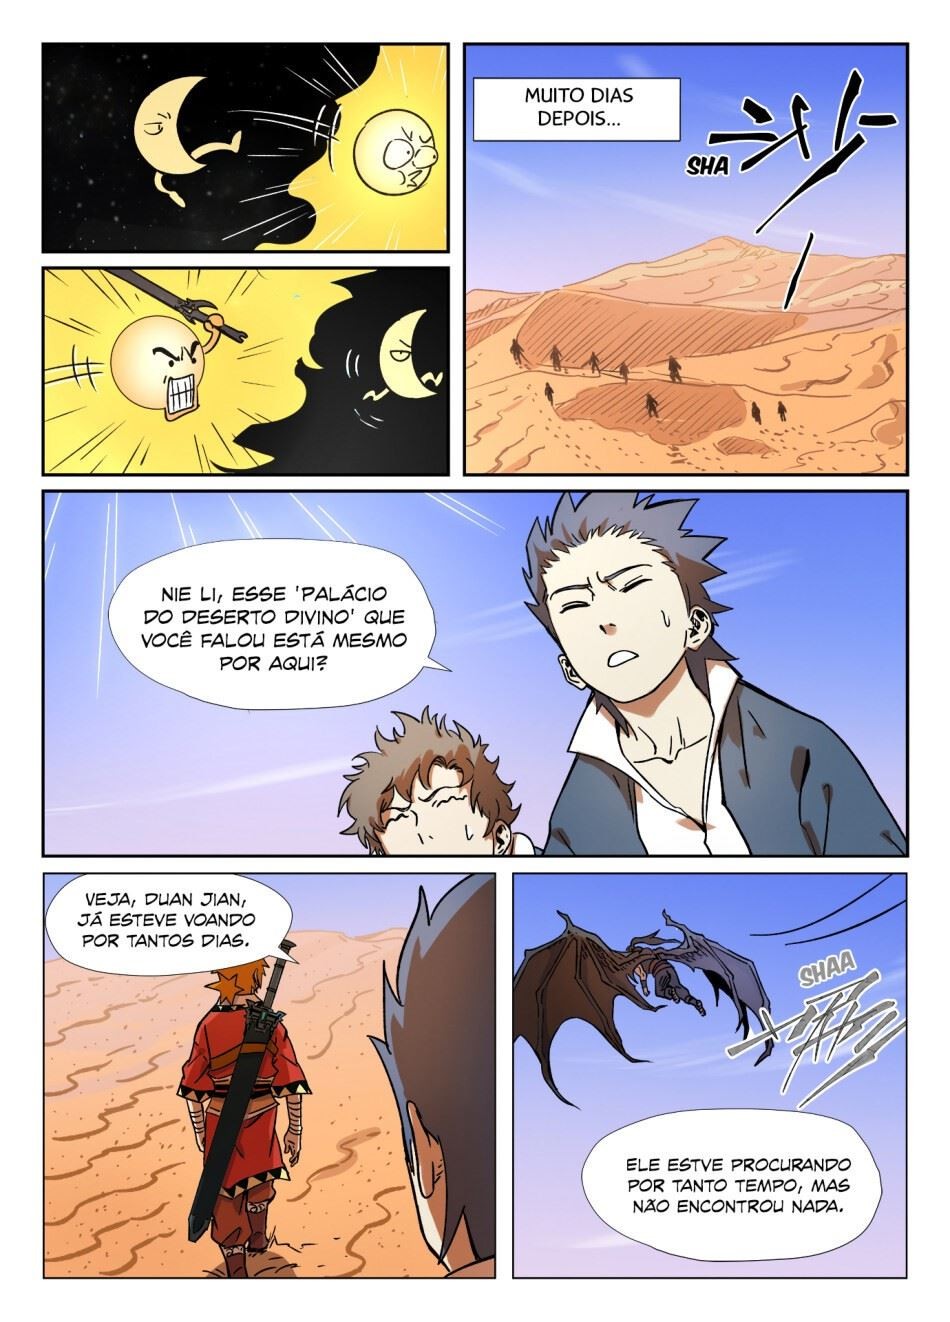 MUITO DIAS
DEPOIS...
SHA
NIE LI, ESSE 'PALÁCIO
DO DESERTO DIVINO' QUE
VOCÊ FALOU ESTÁ MESMO
POR AQUI?
VEJA, DUAN JIAN,
JÁ ESTEVE VOANDO
POR TANTOS DIAS.
SHAA
ELE ESTVE PROCURANDO
POR TANTO TEMPO, MAS
NÃO ENCONTROU NADA.